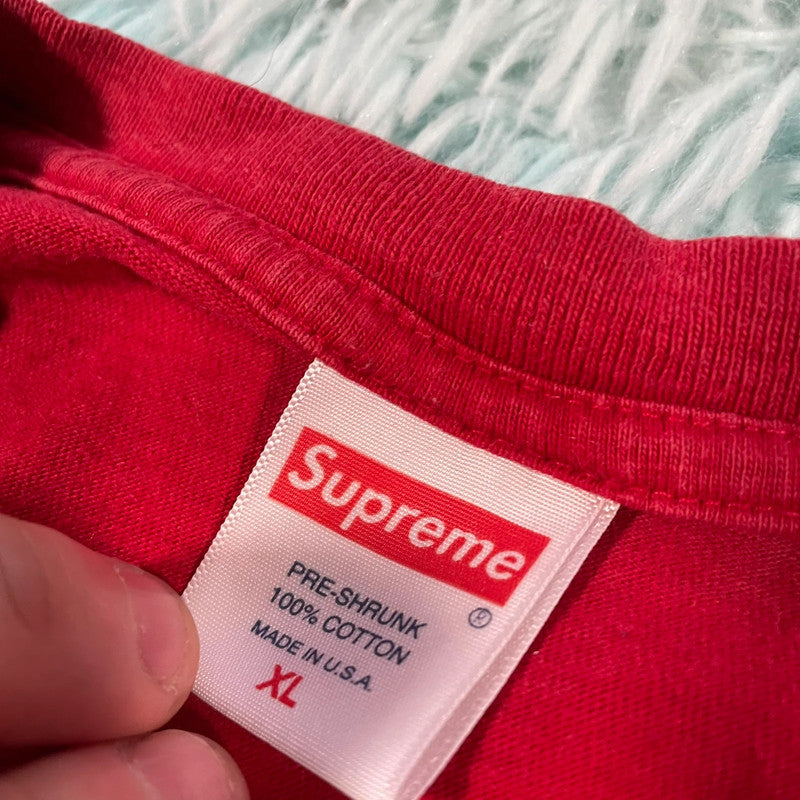 Supreme
®
PRE-SHRUNK
100% COTTON
MADE IN U.S.A.
XL